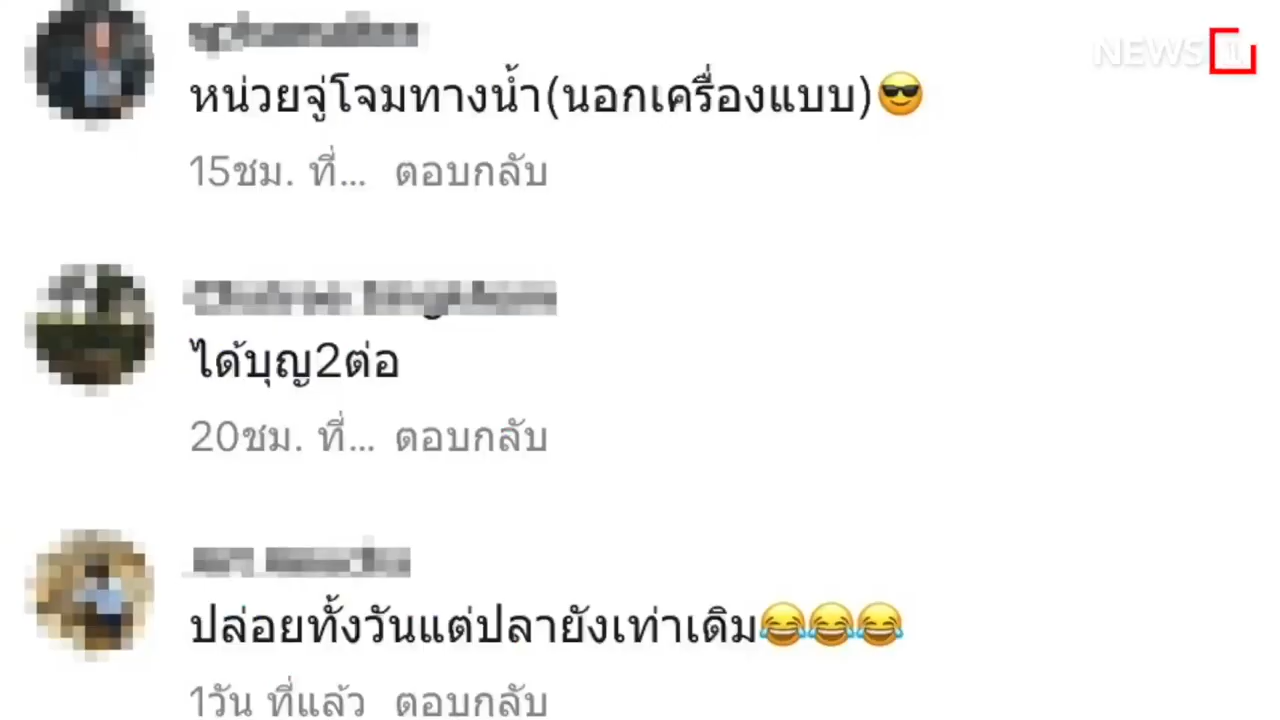 NEWS 1
หน่วยจู่โจมทางน้ำ(นอกเครื่องแบบ)😎
15ชม. ที่... ตอบกลับ
ได้บุญ2ต่อ
20ชม. ที่... ตอบกลับ
ปล่อยทั้งวันแต่ปลายังเท่าเดิม😂😂😂
1วัน ที่แล้ว ตอบกลับ